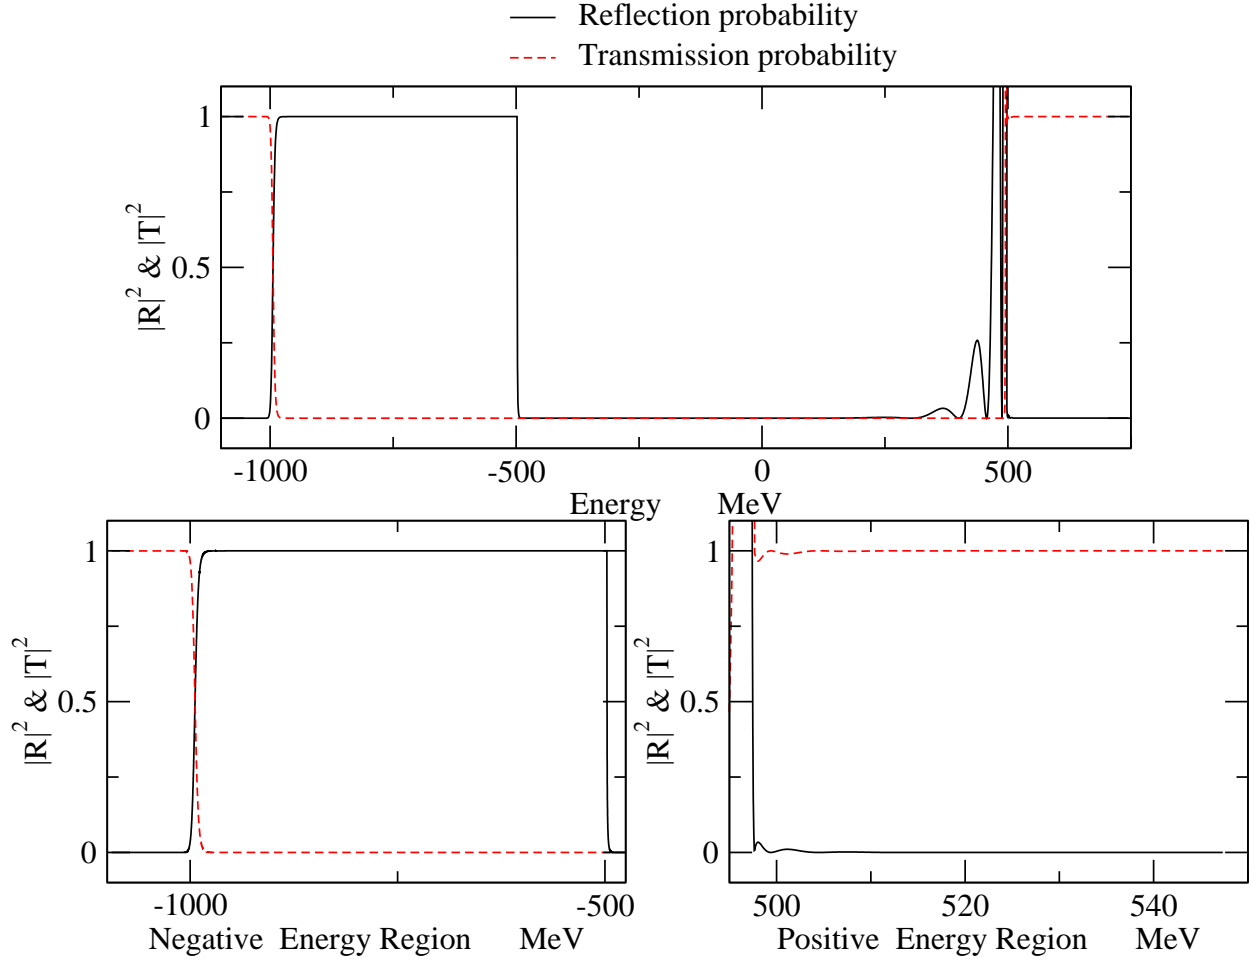 Reflection probability
Transmission probability
|R|^2 & |T|^2
1
0.5
0
-1000 -500 0 500
Energy MeV
|R|^2 & |T|^2
1
0.5
0
-1000 -500
Negative Energy Region MeV
|R|^2 & |T|^2
1
0.5
0
500 520 540
Positive Energy Region MeV